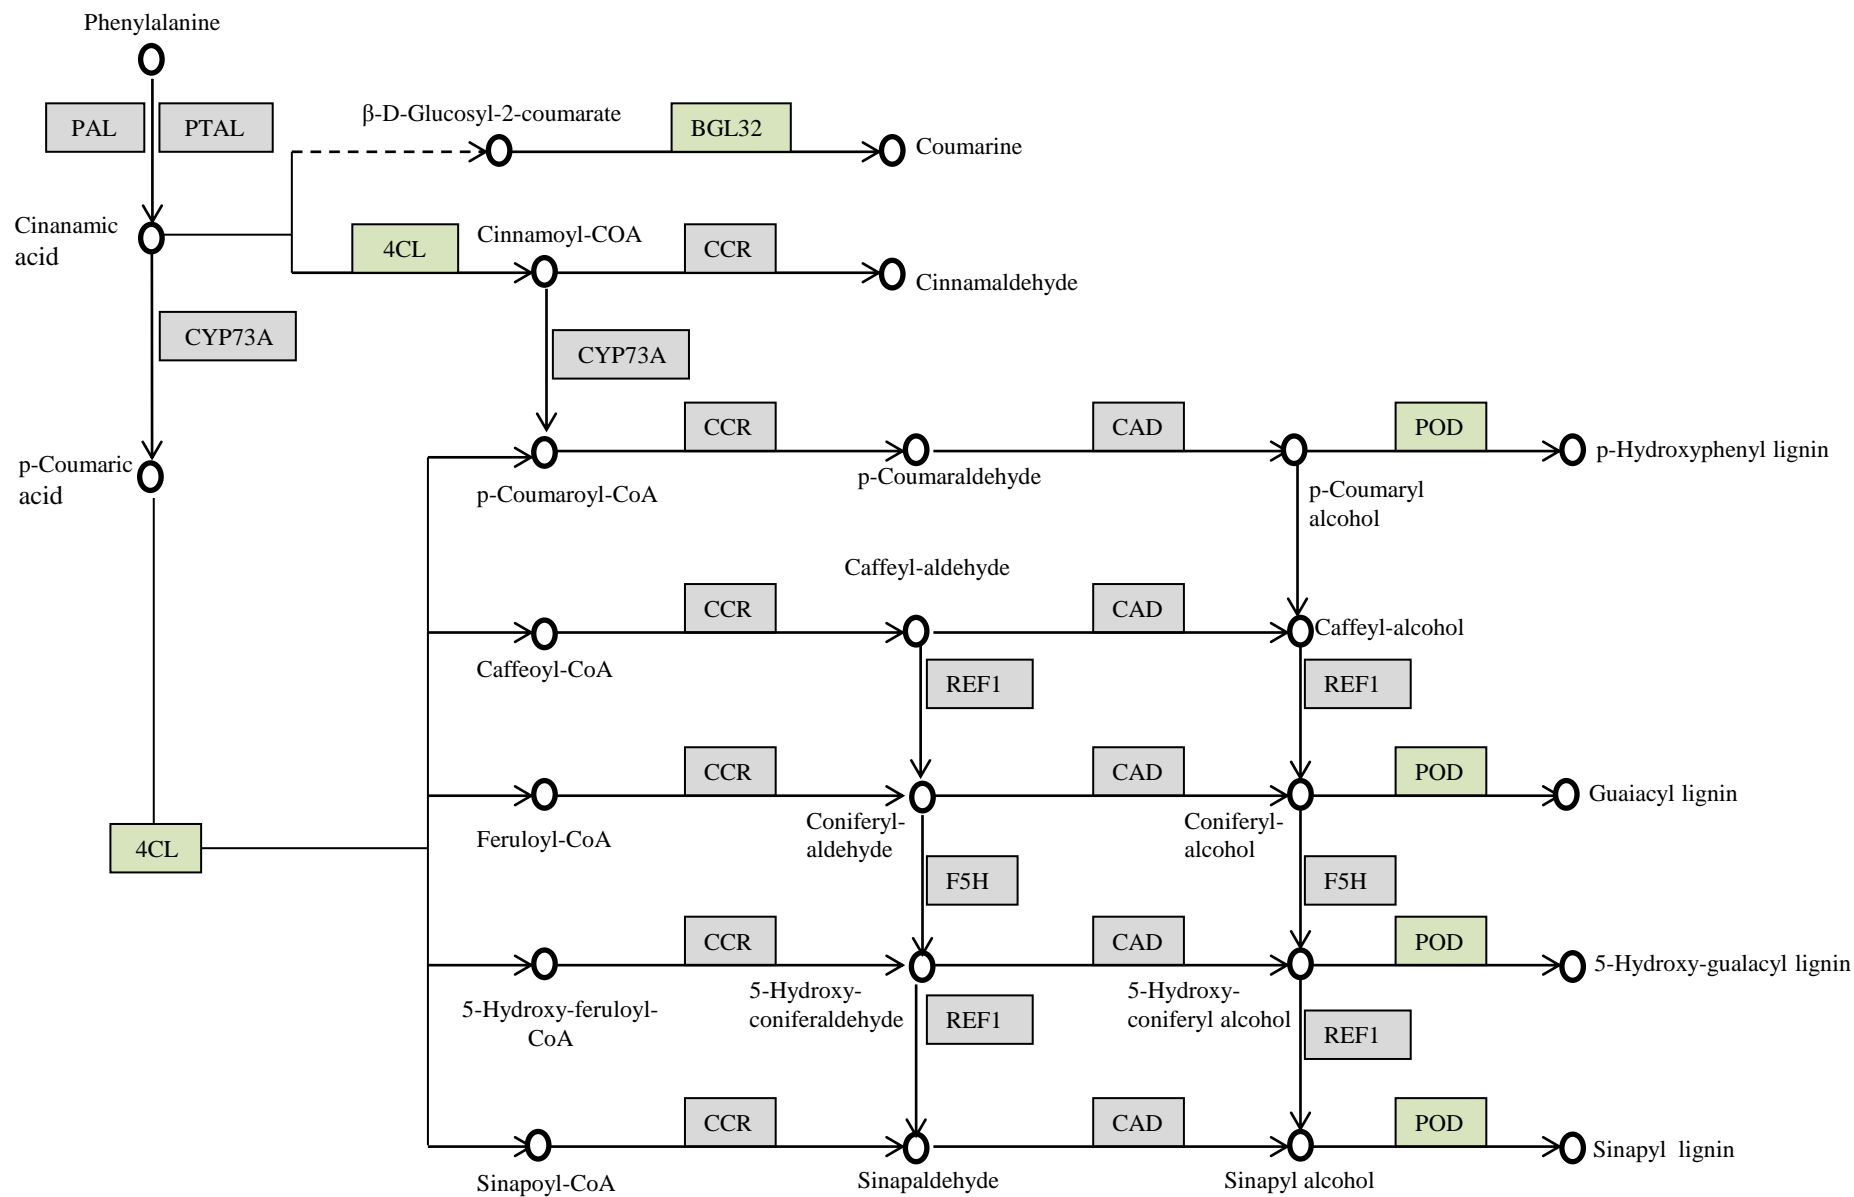 Phenylalanine
PAL
PTAL
β-D-Glucosyl-2-coumarate
BGL32
Coumarine
Cinanamic
acid
4CL
Cinnamoyl-COA
CCR
Cinnamaldehyde
CYP73A
CYP73A
p-Coumaric
acid
CCR
CAD
POD
p-Coumaroyl-CoA
p-Coumaraldehyde
p-Coumaryl
alcohol
p-Hydroxyphenyl lignin
Caffeyl-aldehyde
CCR
CAD
Caffeoyl-CoA
Caffeyl-alcohol
REF1
REF1
CCR
CAD
POD
Feruloyl-CoA
Coniferyl-
aldehyde
Coniferyl-
alcohol
Guaiacyl lignin
4CL
F5H
F5H
CCR
CAD
POD
5-Hydroxy-feruloyl-
CoA
5-Hydroxy-
coniferaldehyde
5-Hydroxy-
coniferyl alcohol
5-Hydroxy-gualacyl lignin
REF1
REF1
CCR
CAD
POD
Sinapoyl-CoA
Sinapaldehyde
Sinapyl alcohol
Sinapyl lignin